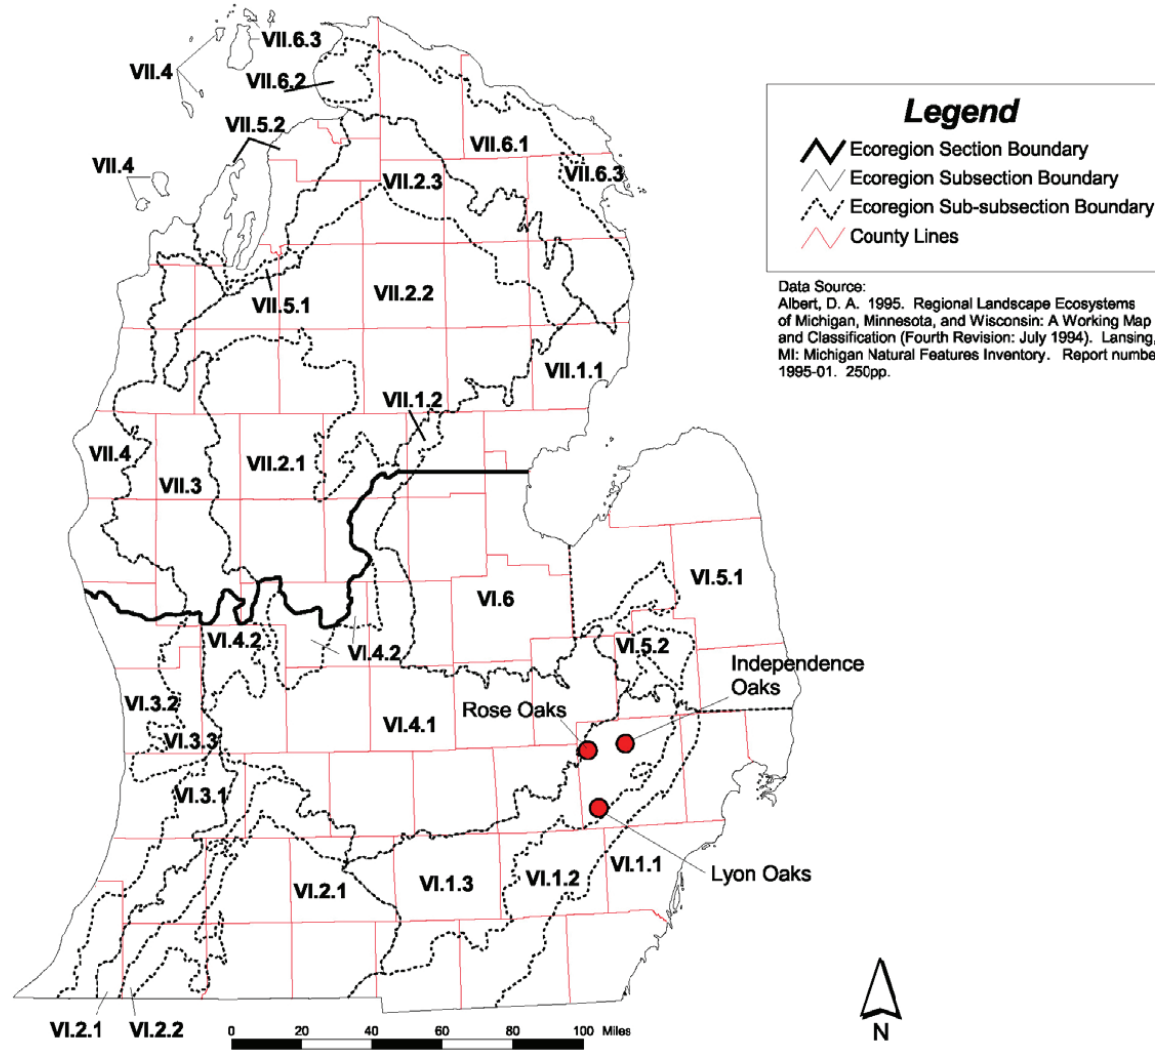 VII.6.3
VII.4
VII.6.2
VII.5.2
VII.4
VII.6.1
VII.6.3
VII.2.3
VII.5.1
VII.2.2
VII.1.1
VII.1.2
VII.4
VII.2.1
VII.3
VI.5.1
VI.6
VI.4.2
VI.4.2
VI.5.2
Independence
Oaks
VI.3.2
Rose Oaks
VI.4.1
VI.3.3
VI.3.1
VI.2.1
VI.1.3
VI.1.2
VI.1.1
Lyon Oaks
VI.2.1
VI.2.2
0 20 40 60 80 100 Miles
N
Legend
Ecoregion Section Boundary
Ecoregion Subsection Boundary
Ecoregion Sub-subsection Boundary
County Lines
Data Source:
Albert, D. A. 1995. Regional Landscape Ecosystems
of Michigan, Minnesota, and Wisconsin: A Working Map
and Classification (Fourth Revision: July 1994). Lansing,
MI: Michigan Natural Features Inventory. Report numbe
1995-01. 250pp.